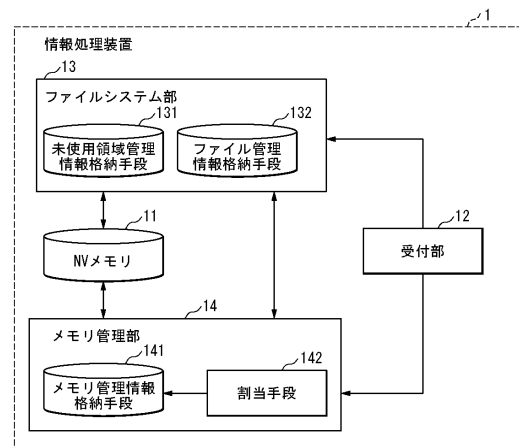 1
情報処理装置
13
ファイルシステム部
131
132
未使用領域管理
情報格納手段
ファイル管理
情報格納手段
11
NVメモリ
12
受付部
14
メモリ管理部
141
142
メモリ管理情報
格納手段
割当手段